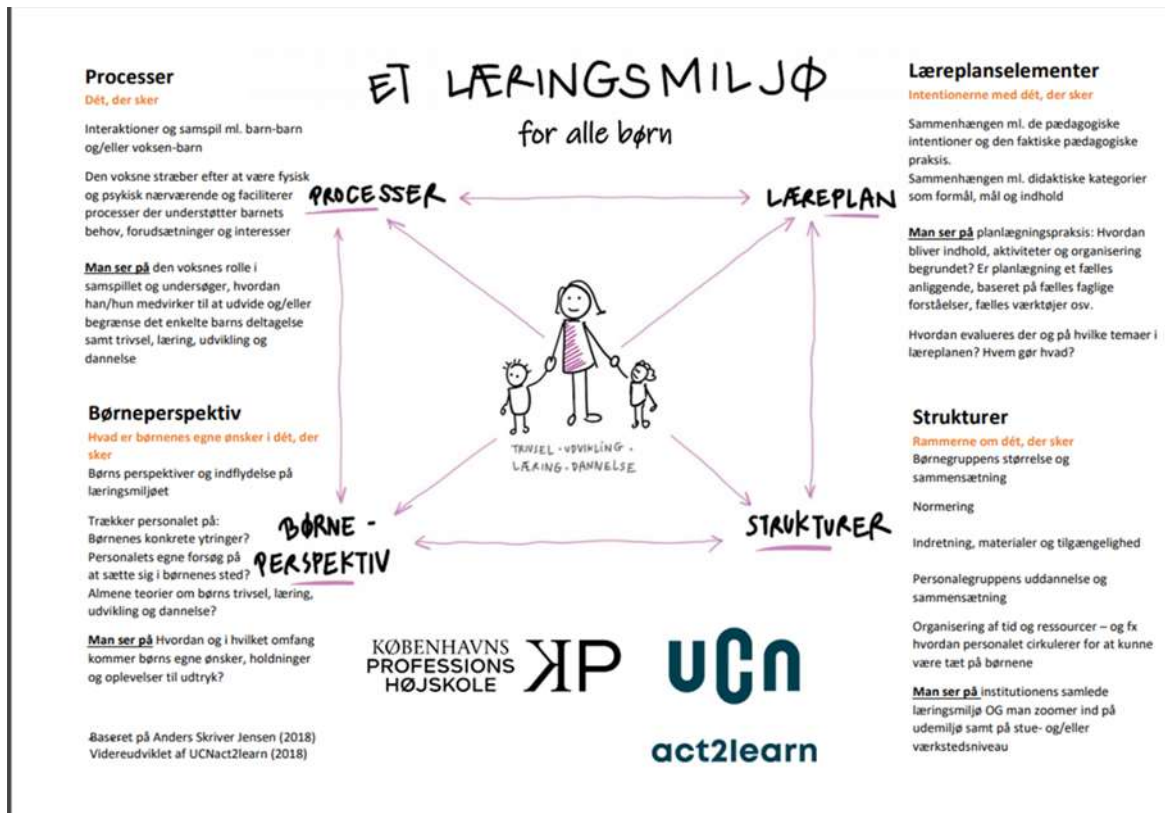 ET LÆRINGSMILJØ
for alle børn
Processer
Dét, der sker
Interaktioner og samspil ml. barn-barn
og/eller voksen-barn
Den voksne stræber efter at være fysisk
og psykisk nærværende og faciliterer
processer der understøtter barnets
behov, forudsætninger og interesser
Man ser på den voksnes rolle i
samspillet og undersøger, hvordan
han/hun medvirker til at udvide og/eller
begrænse det enkelte barns deltagelse
samt trivsel, læring, udvikling og
dannelse
PROCESSER
LÆREPLAN
Læreplanselementer
Intentionerne med dét, der sker
Sammenhængen ml. de pædagogiske
intentioner og den faktiske pædagogiske
praksis.
Sammenhængen ml. didaktiske kategorier
som formål, mål og indhold
Man ser på planlægningspraksis: Hvordan
bliver indhold, aktiviteter og organisering
begrundet? Er planlægning et fælles
anliggende, baseret på fælles faglige
forståelser, fælles værktøjer osv.
Hvordan evalueres der og på hvilke temaer i
læreplanen? Hvem gør hvad?
TRIVSEL · UDVIKLING ·
LÆRING · DANNELSE
Børneperspektiv
Hvad er børnenes egne ønsker i dét, der
sker
Børns perspektiver og indflydelse på
læringsmiljøet
Trækker personalet på:
Børnenes konkrete ytringer?
Personalets egne forsøg på
at sætte sig i børnenes sted?
Almene teorier om børns trivsel, læring,
udvikling og dannelse?
Man ser på Hvordan og i hvilket omfang
kommer børns egne ønsker, holdninger
og oplevelser til udtryk?
BØRNE-
PERSPEKTIV
STRUKTURER
Strukturer
Rammerne om dét, der sker
Børnegruppens størrelse og
sammensætning
Normering
Indretning, materialer og tilgængelighed
Personalegruppens uddannelse og
sammensætning
Organisering af tid og ressourcer – og fx
hvordan personalet cirkulerer for at kunne
være tæt på børnene
Man ser på institutionens samlede
læringsmiljø OG man zoomer ind på
udemiljø samt på stue- og/eller
værkstedsniveau
KØBENHAVNS
PROFESSIONS
HØJSKOLE
KP
UCN
act2learn
Baseret på Anders Skriver Jensen (2018)
Videreudviklet af UCNact2learn (2018)